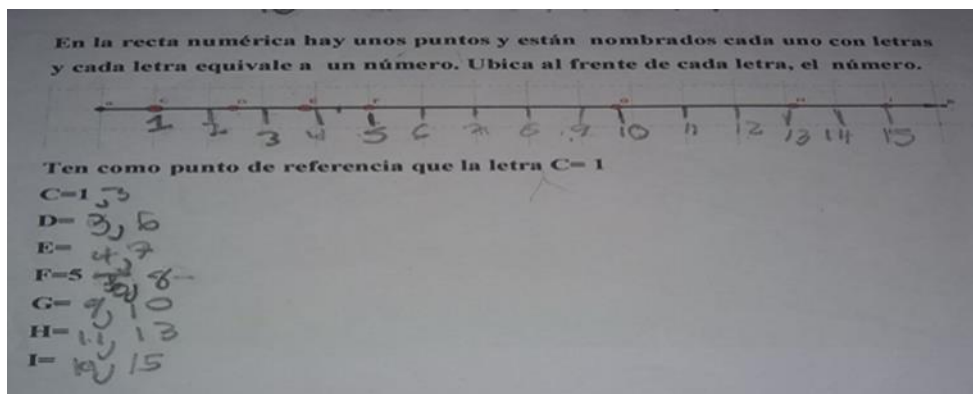 En la recta numérica hay unos puntos y están nombrados cada uno con letras
y cada letra equivale a un número. Ubica al frente de cada letra, el número.
C D E F G H I
1 2 3 4 5 6 7 8 9 10 11 12 13 14 15
Ten como punto de referencia que la letra C= 1
C=1,3
D= 3, 6
E= 4,7
F=5 8
G= 9, 10
H= 11, 13
I= 15